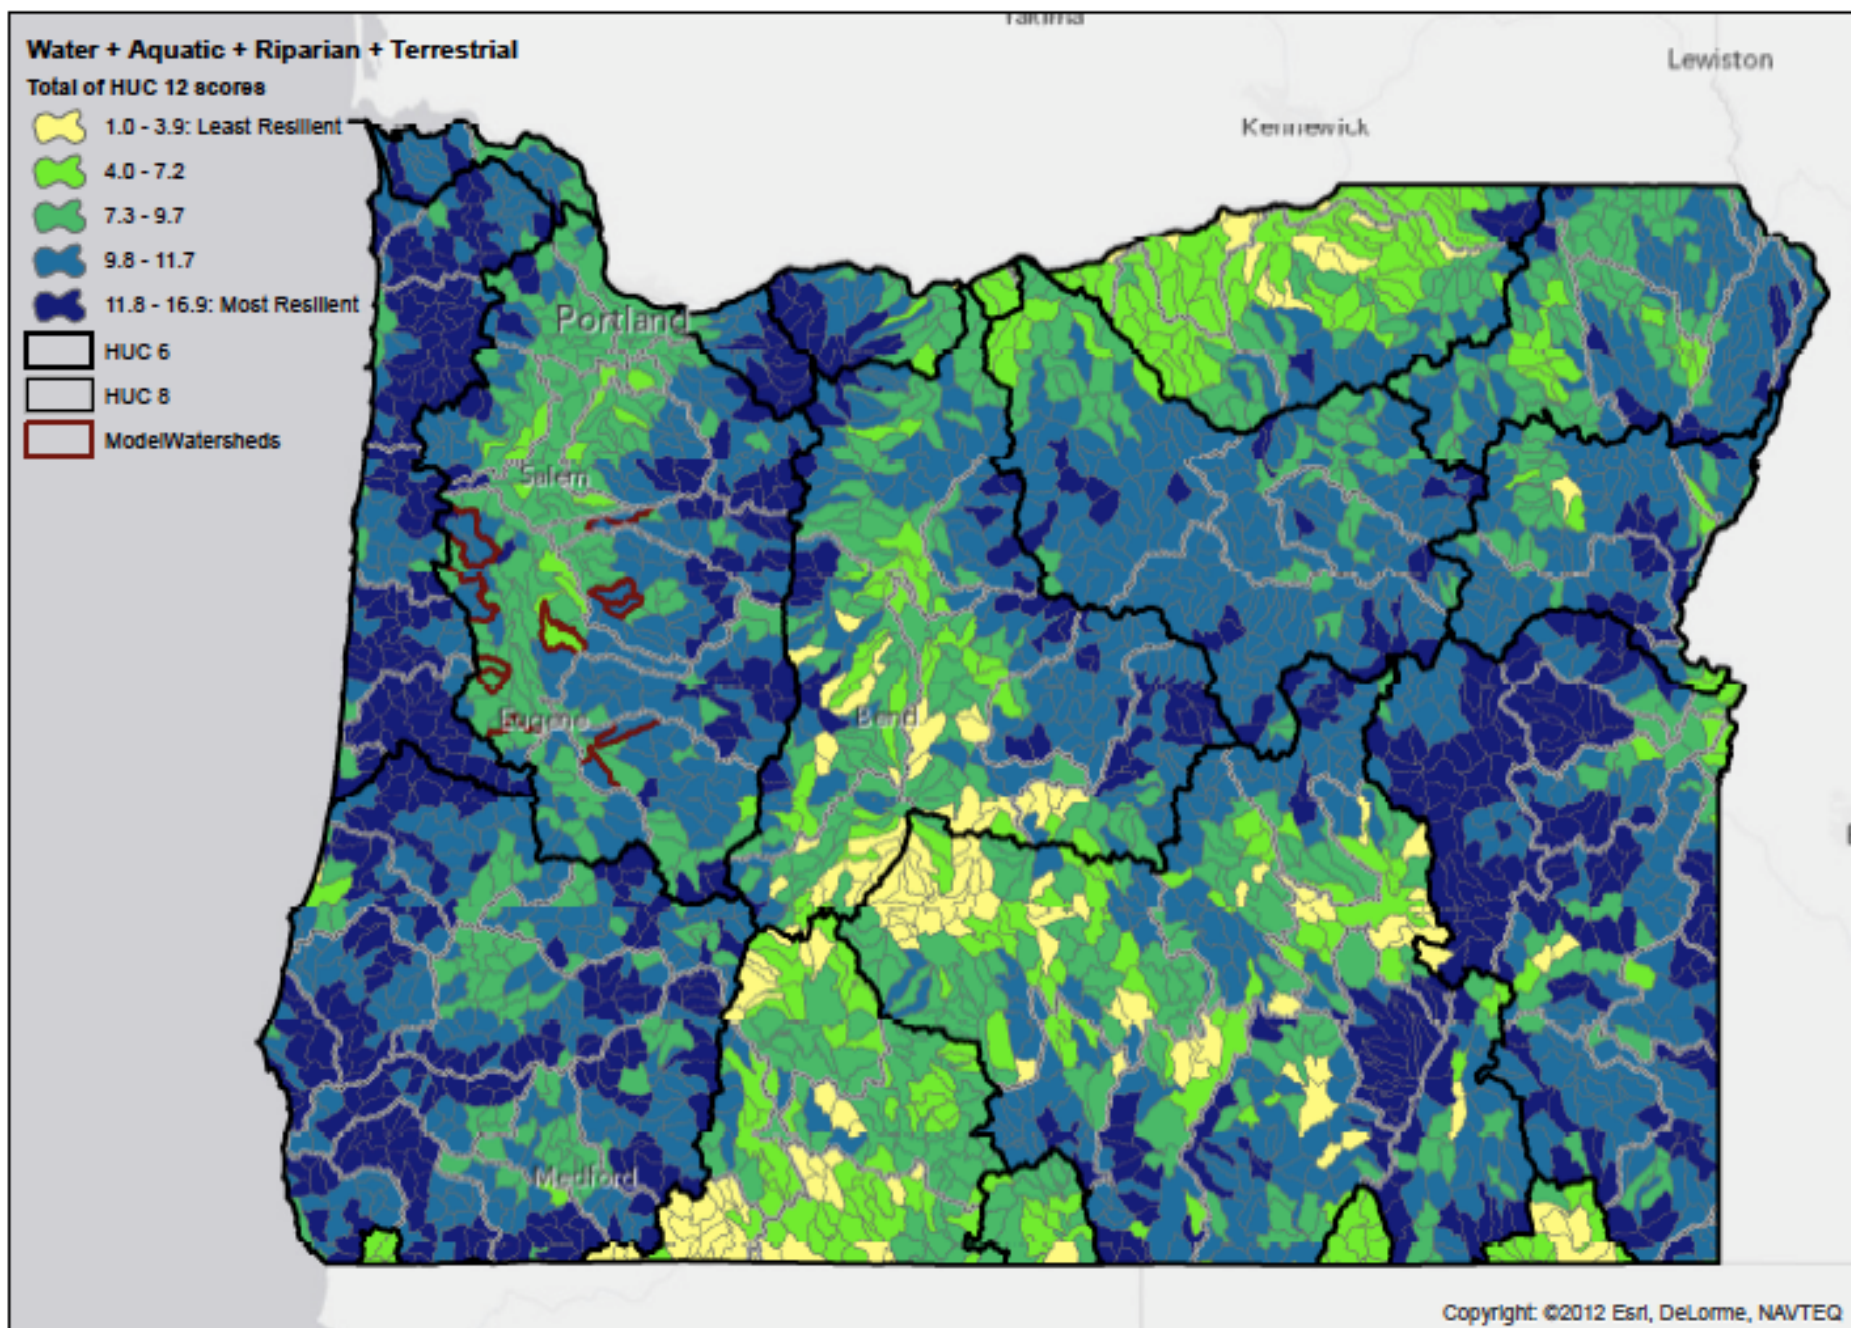 Water + Aquatic + Riparian + Terrestrial
Total of HUC 12 scores
1.0 - 3.9: Least Resilient
4.0 - 7.2
7.3 - 9.7
9.8 - 11.7
11.8 - 16.9: Most Resilient
HUC 6
HUC 8
ModelWatersheds
Yakima
Lewiston
Kennewick
Portland
Salem
Eugene
Bend
Medford
Copyright: ©2012 Esri, DeLorme, NAVTEQ